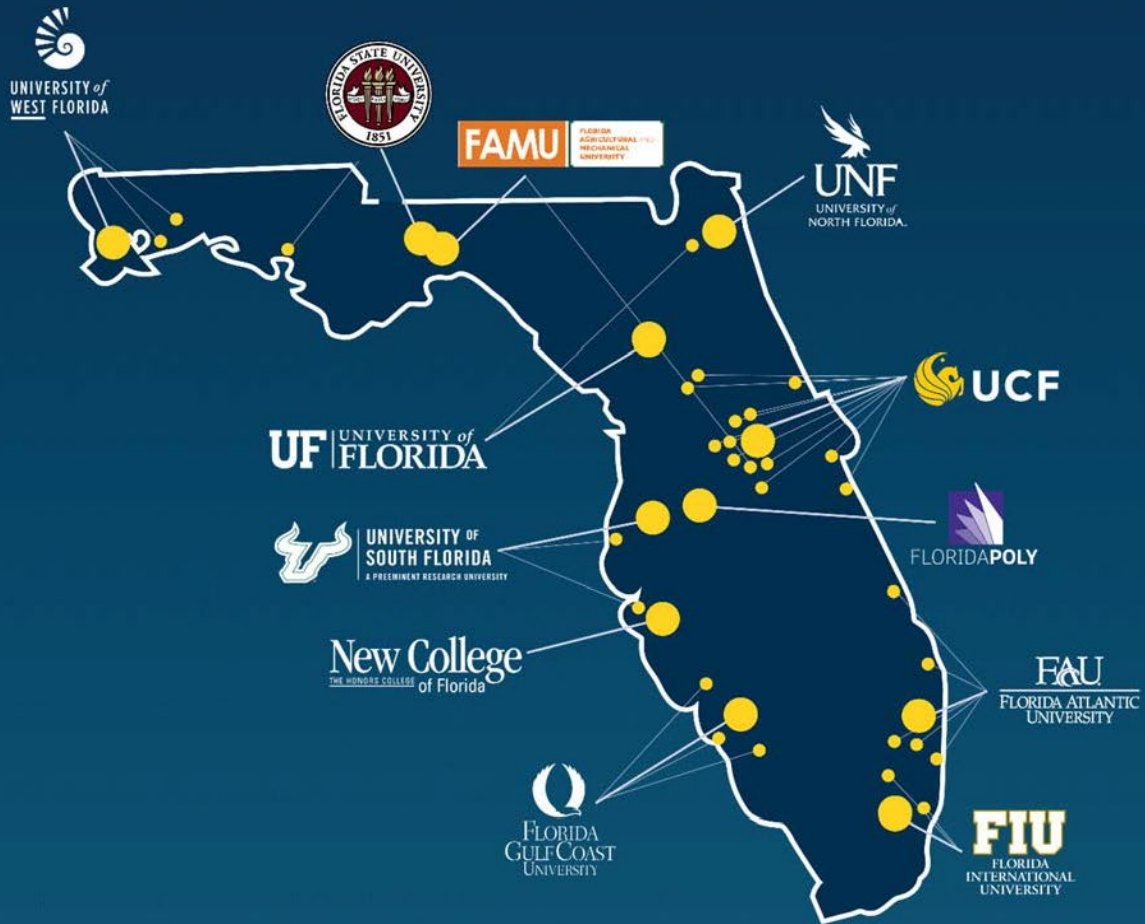 UNIVERSITY of
WEST FLORIDA
FLORIDA STATE UNIVERSITY
1851
FAMU
FLORIDA
AGRICULTURAL AND
MECHANICAL
UNIVERSITY
UNF
UNIVERSITY of
NORTH FLORIDA.
UCF
UF UNIVERSITY of
FLORIDA
UNIVERSITY OF
SOUTH FLORIDA
A PREEMINENT RESEARCH UNIVERSITY
FLORIDAPOLY
New College
THE HONORS COLLEGE of Florida
FAU
FLORIDA ATLANTIC
UNIVERSITY
FLORIDA
GULF COAST
UNIVERSITY
FIU
FLORIDA
INTERNATIONAL
UNIVERSITY